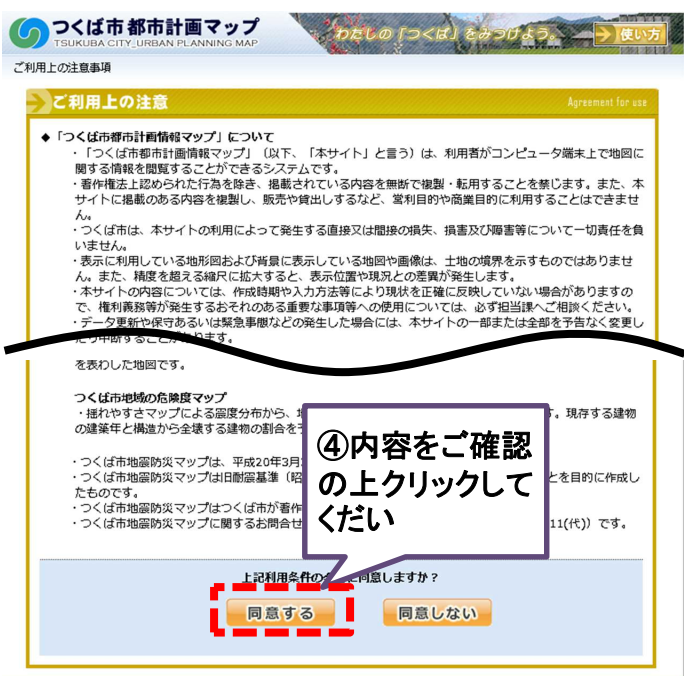 つくば市 都市計画マップ
TSUKUBA CITY_URBAN PLANNING MAP
わたしの「つくば」をみつけよう。
使い方
ご利用上の注意事項
ご利用上の注意
Agreement for use
◆「つくば市都市計画情報マップ」について
・「つくば市都市計画情報マップ」（以下、「本サイト」と言う）は、利用者がコンピュータ端末上で地図に
関する情報を閲覧することができるシステムです。
・著作権法上認められた行為を除き、掲載されている内容を無断で複製・転用することを禁じます。また、本
サイトに掲載のある内容を複製し、販売や貸出しするなど、営利目的や商業目的に利用することはできませ
ん。
・つくば市は、本サイトの利用によって発生する直接又は間接の損失、損害及び障害等について一切責任を負
いません。
・表示に利用している地形図および背景に表示している地図や画像は、土地の境界を示すものではありませ
ん。また、精度を超える縮尺に拡大すると、表示位置や現況との差異が発生します。
・本サイトの内容については、作成時期や入力方法等により現状を正確に反映していない場合がありますの
で、権利義務等が発生するおそれのある重要な事項等への使用については、必ず担当課へご相談ください。
・データ更新や保守あるいは緊急事態などの発生した場合には、本サイトの一部または全部を予告なく変更し
たり中断することがあります。
を表わした地図です。
つくば市地域の危険度マップ
・揺れやすさマップによる震度分布から、
す。現存する建物
の建築年と構造から全壊する建物の割合を
・つくば市地震防災マップは、平成20年3月
・つくば市地震防災マップは旧耐震基準（昭
とを目的に作成し
たものです。
・つくば市地震防災マップはつくば市が著作
・つくば市地震防災マップに関するお問合せ
11(代)）です。
④内容をご確認
の上クリックして
くだい
上記利用条件の
同意しますか？
同意する
同意しない